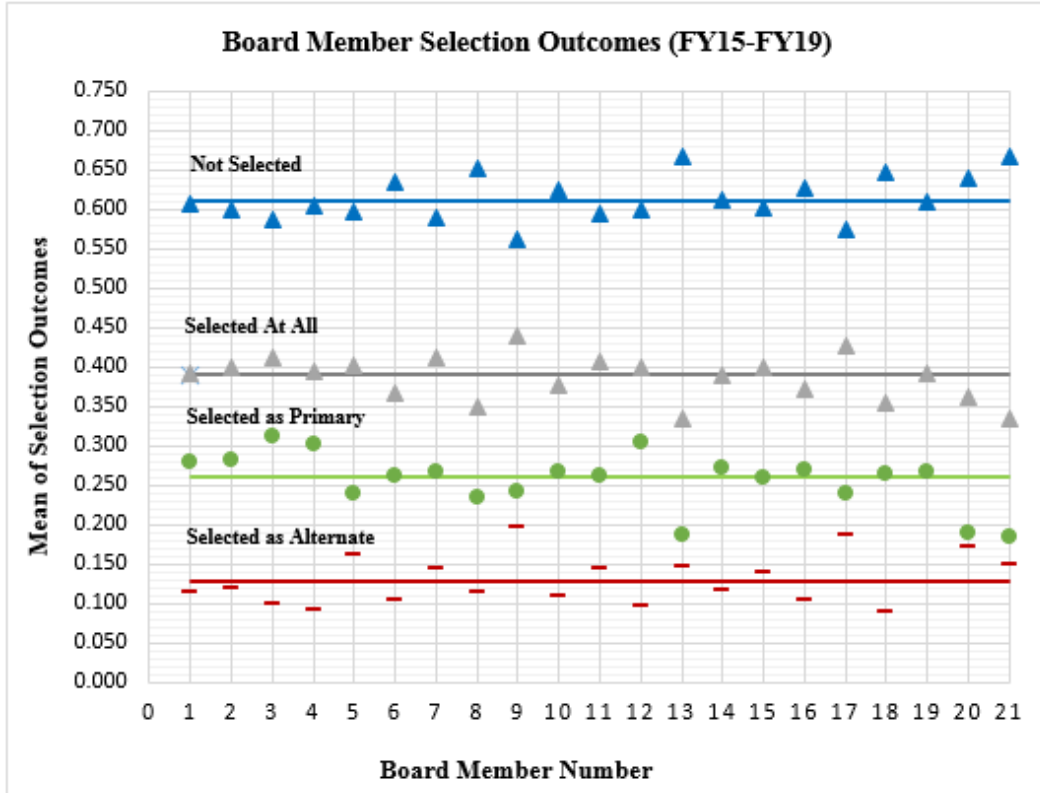 Board Member Selection Outcomes (FY15-FY19)
0.750
0.700
0.650
0.600
0.550
0.500
0.450
0.400
0.350
0.300
0.250
0.200
0.150
0.100
0.050
0.000
Mean of Selection Outcomes
Not Selected
Selected At All
Selected as Primary
Selected as Alternate
0 1 2 3 4 5 6 7 8 9 10 11 12 13 14 15 16 17 18 19 20 21
Board Member Number